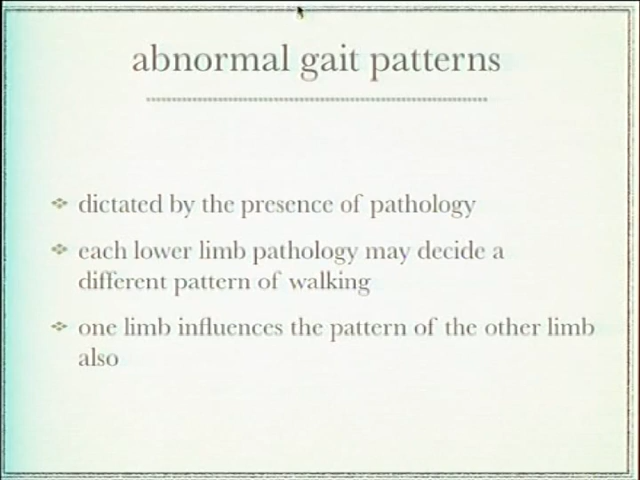 abnormal gait patterns
dictated by the presence of pathology
each lower limb pathology may decide a
different pattern of walking
one limb influences the pattern of the other limb
also